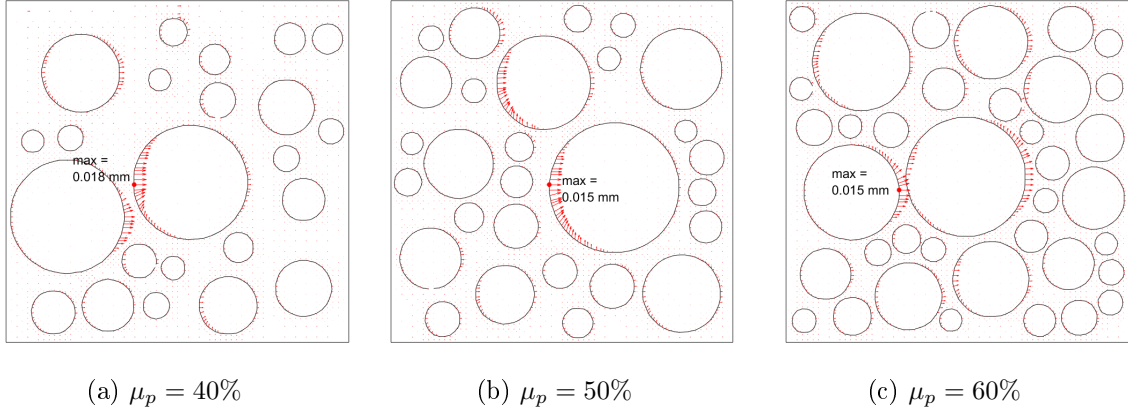 max =
0.018 mm
max =
0.015 mm
max =
0.015 mm
(a) μp = 40%
(b) μp = 50%
(c) μp = 60%